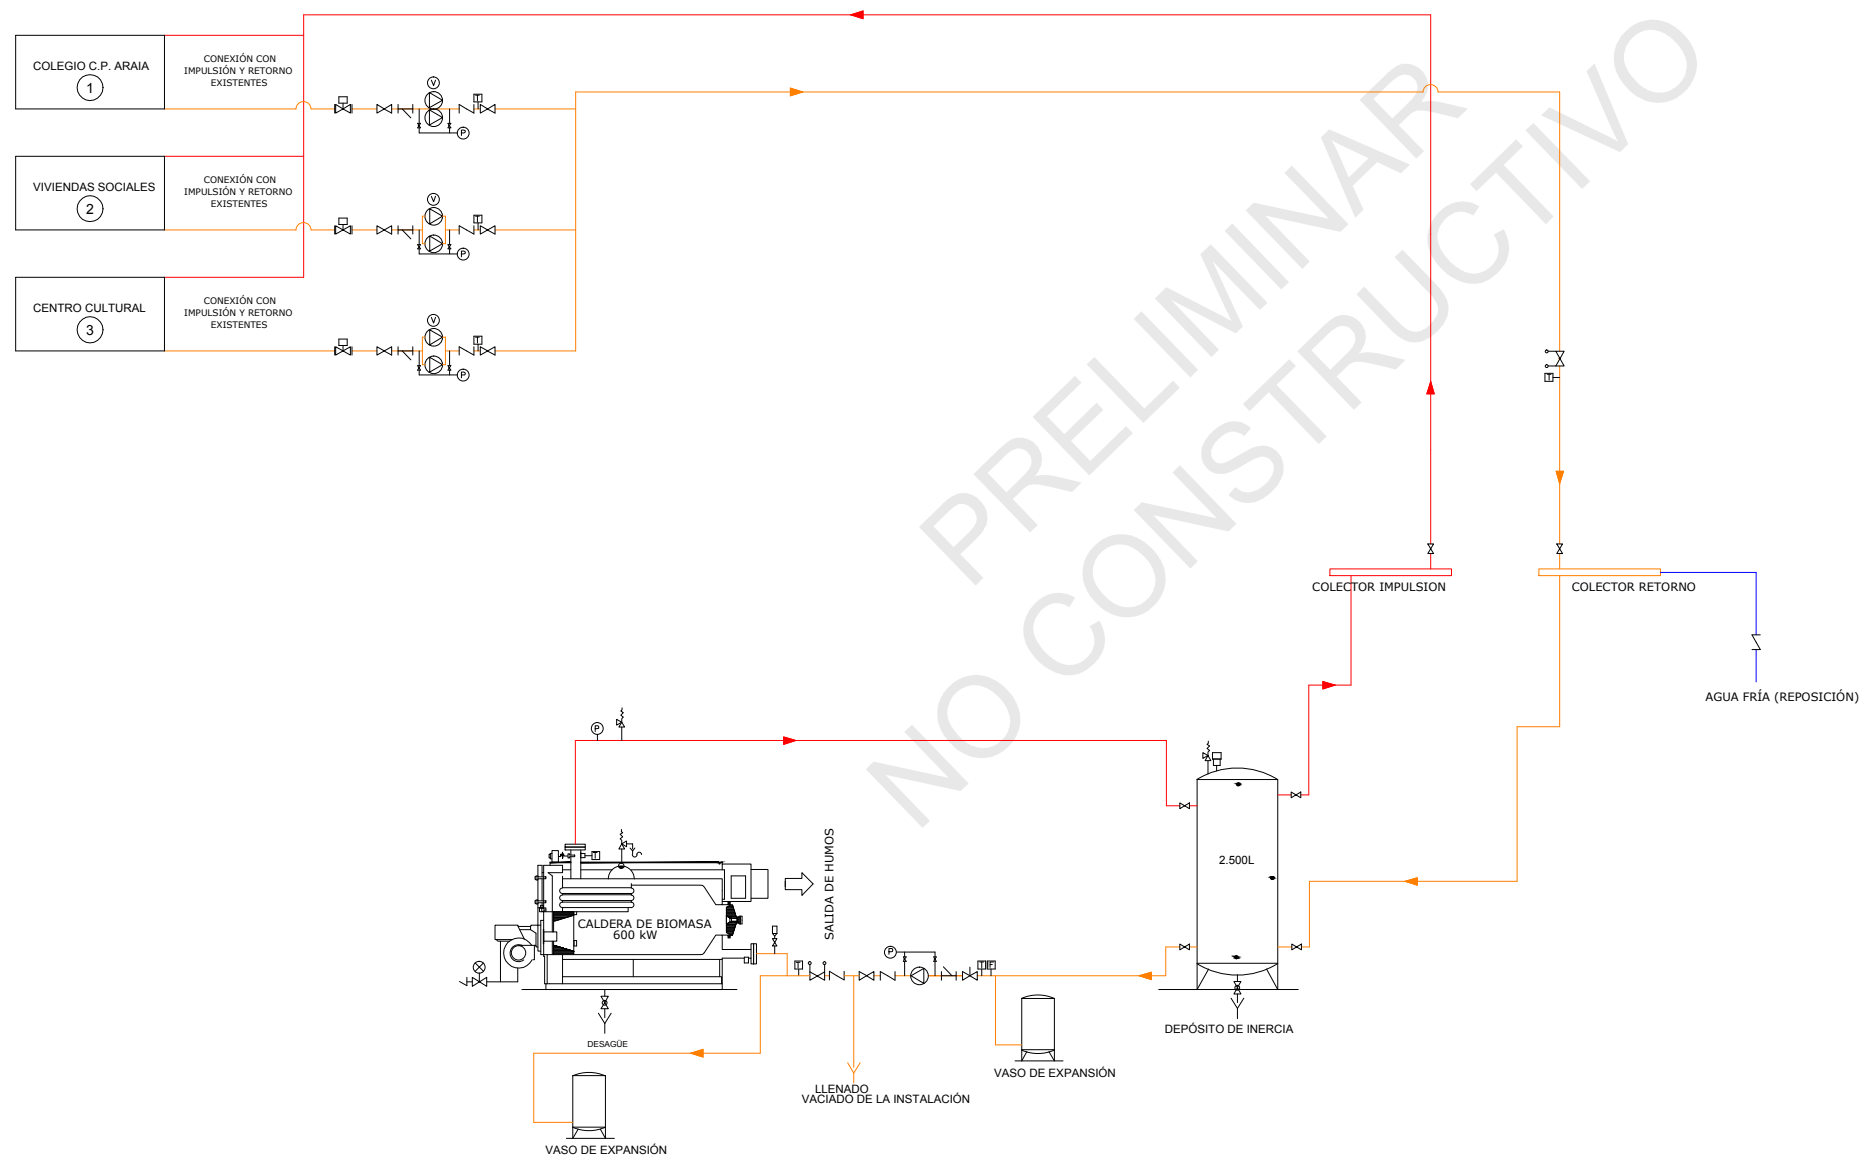 COLEGIO C.P. ARAIA
1
CONEXIÓN CON
IMPULSIÓN Y RETORNO
EXISTENTES
V
T
P
VIVIENDAS SOCIALES
2
CONEXIÓN CON
IMPULSIÓN Y RETORNO
EXISTENTES
V
T
P
CENTRO CULTURAL
3
CONEXIÓN CON
IMPULSIÓN Y RETORNO
EXISTENTES
V
T
P
T
PRELIMINAR
NO CONSTRUCTIVO
COLECTOR IMPULSION
COLECTOR RETORNO
AGUA FRÍA (REPOSICIÓN)
P
T
SALIDA DE HUMOS
2.500L
CALDERA DE BIOMASA
600 kW
T
P
T
F
DESAGÜE
DEPÓSITO DE INERCIA
VASO DE EXPANSIÓN
LLENADO
VACIADO DE LA INSTALACIÓN
VASO DE EXPANSIÓN